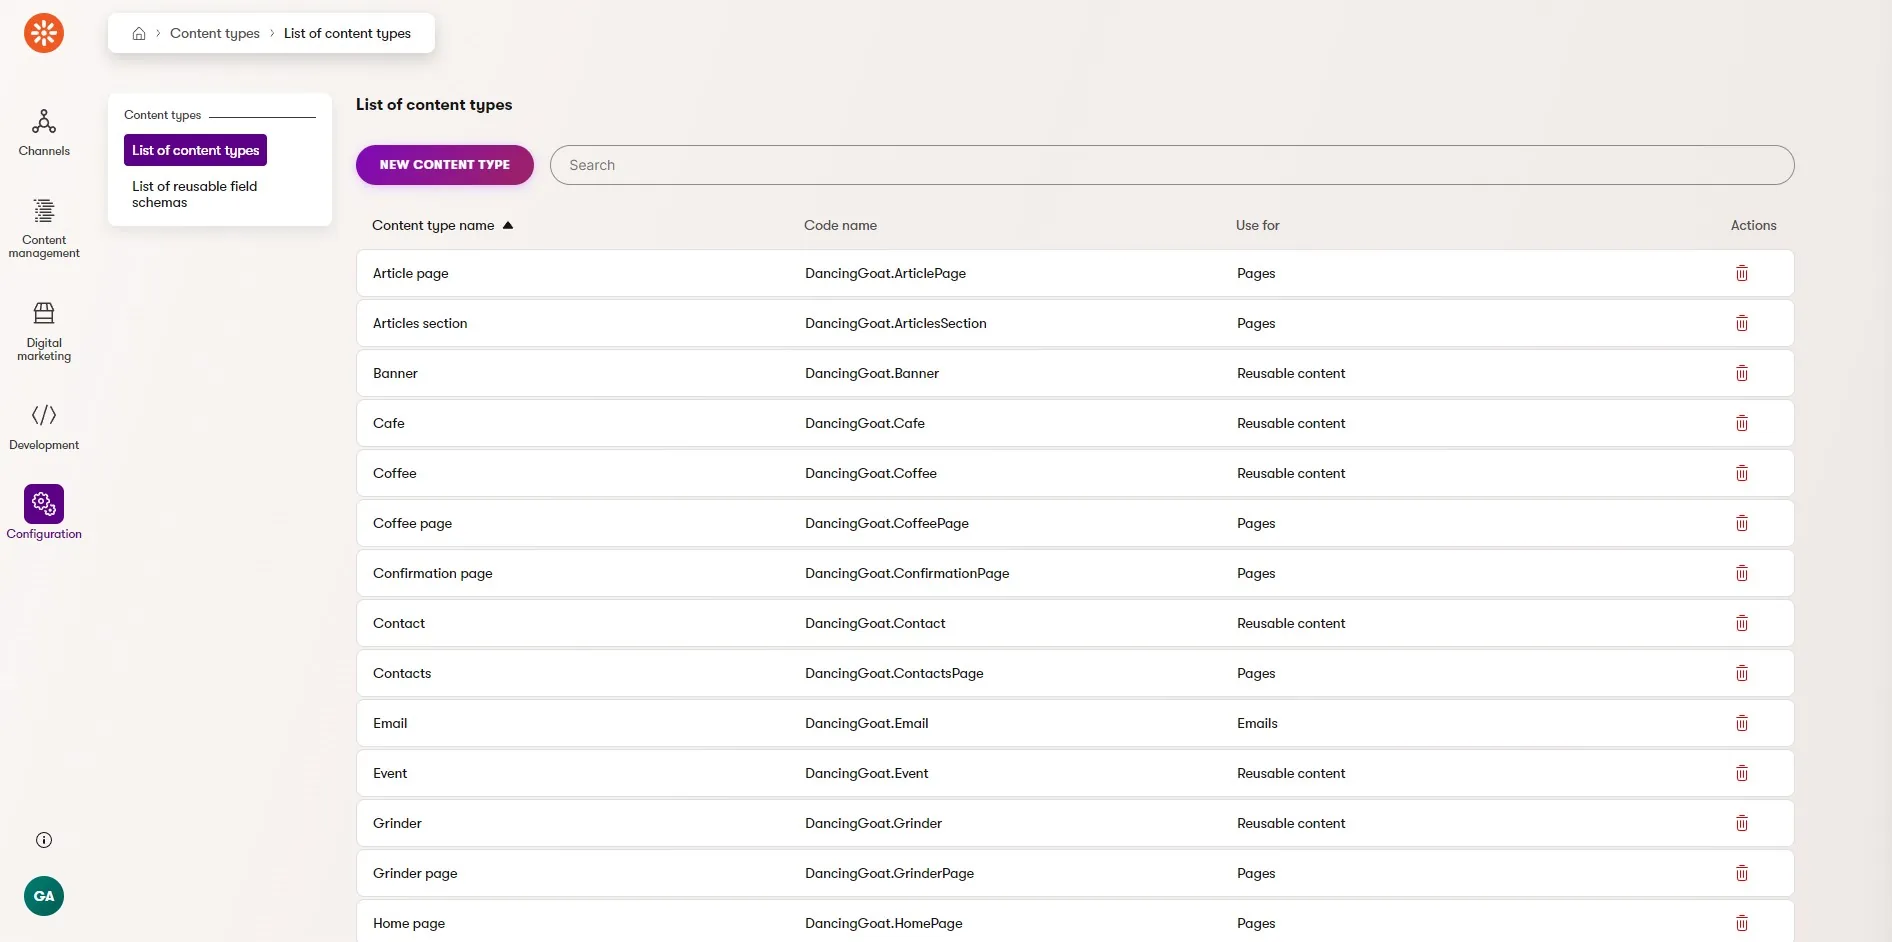 Content types
List of content types
Channels
Content
management
Digital
marketing
Development
Configuration
GA
Content types
List of content types
List of reusable field
schemas
List of content types
NEW CONTENT TYPE
Search
Content type name Code name Use for Actions
Article page DancingGoat.ArticlePage Pages
Articles section DancingGoat.ArticlesSection Pages
Banner DancingGoat.Banner Reusable content
Cafe DancingGoat.Cafe Reusable content
Coffee DancingGoat.Coffee Reusable content
Coffee page DancingGoat.CoffeePage Pages
Confirmation page DancingGoat.ConfirmationPage Pages
Contact DancingGoat.Contact Reusable content
Contacts DancingGoat.ContactsPage Pages
Email DancingGoat.Email Emails
Event DancingGoat.Event Reusable content
Grinder DancingGoat.Grinder Reusable content
Grinder page DancingGoat.GrinderPage Pages
Home page DancingGoat.HomePage Pages